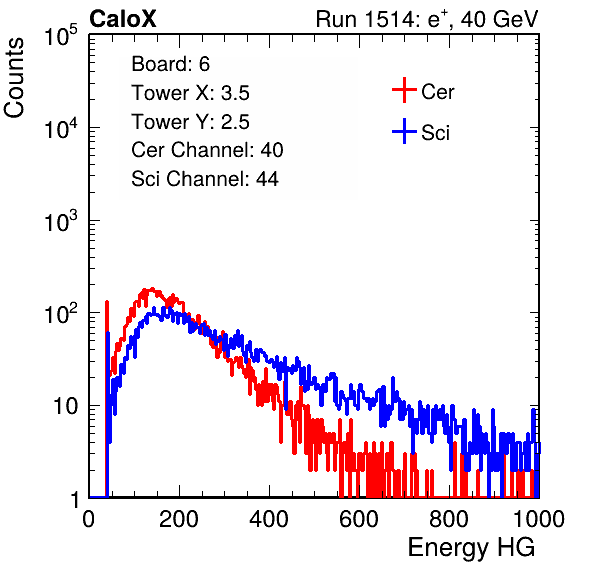 CaloX Run 1514: e⁺, 40 GeV
Board: 6
Tower X: 3.5
Tower Y: 2.5
Cer Channel: 40
Sci Channel: 44
Cer
Sci
Counts
10⁵
10⁴
10³
10²
10
1
0 200 400 600 800 1000
Energy HG